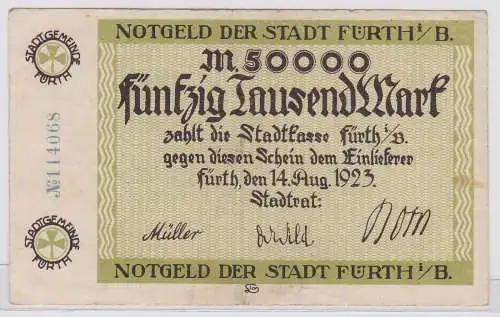 NOTGELD DER STADT FÜRTH i/B.
STADTGEMEINDE
FÜRTH
M. 50000
Fünfzig Tausend Mark
zahlt die Stadtkasse Fürth i/B.
gegen diesen Schein dem Einlieferer
Fürth, den 14. Aug. 1923.
Stadtrat:
Müller
№ 114068
STADTGEMEINDE
FÜRTH
NOTGELD DER STADT FÜRTH i/B.